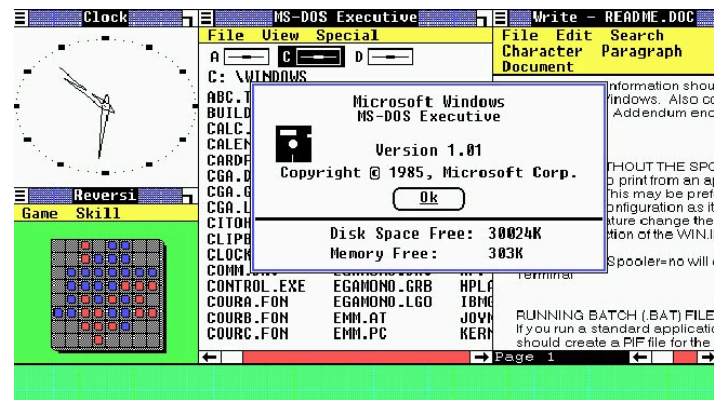 Clock
Reversi
Game Skill
MS-DOS Executive
File View Special
A C D
C: \WINDOWS
ABC.T
BUILD
CALC.
CALEN
CARDF
CGA.D
CGA.G
CGA.L
CITOH
CLIPB
CLOCK
COMM.
CONTROL.EXE EGAMONO.GRB HPLA
COURA.FON EGAMONO.LGO IBMG
COURB.FON EMM.AT JOYM
COURC.FON EMM.PC KERN
Microsoft Windows
MS-DOS Executive
Version 1.01
Copyright © 1985, Microsoft Corp.
Ok
Disk Space Free: 30024K
Memory Free: 303K
Write - README.DOC
File Edit Search
Character Paragraph
Document
nformation shou
Windows. Also co
Addendum enc
THOUT THE SPO
o print from an ap
This may be pref
onfiguration as it
ature change the
ction of the WIN.I
Spooler=no will
Terminal
RUNNING BATCH (.BAT) FILE
If you run a standard applicatio
should create a PIF file for the
Page 1